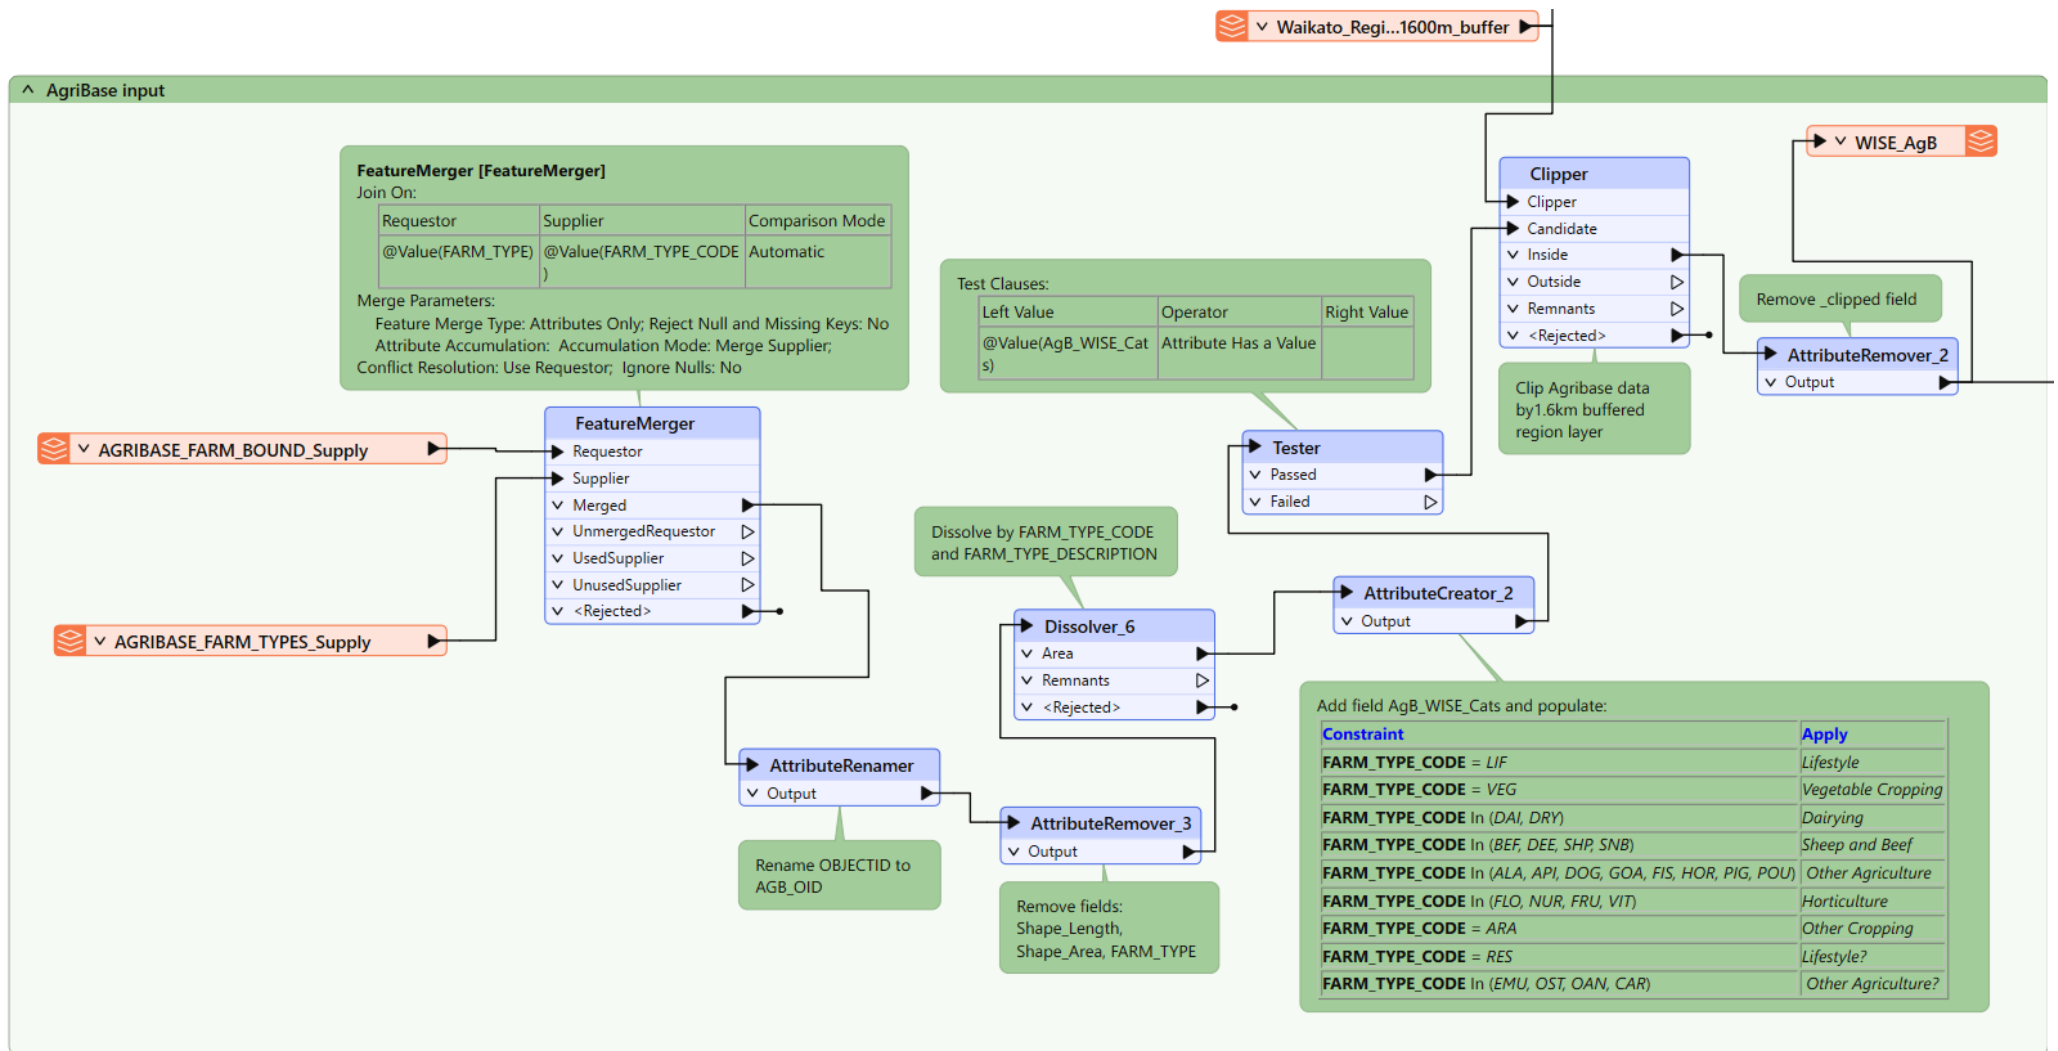 Waikato_Regi...1600m_buffer
AgriBase input
FeatureMerger [FeatureMerger]
Join On:
Requestor Supplier Comparison Mode
@Value(FARM_TYPE) @Value(FARM_TYPE_CODE Automatic
)
Merge Parameters:
Feature Merge Type: Attributes Only; Reject Null and Missing Keys: No
Attribute Accumulation:  Accumulation Mode: Merge Supplier;
Conflict Resolution: Use Requestor;  Ignore Nulls: No
AGRIBASE_FARM_BOUND_Supply
AGRIBASE_FARM_TYPES_Supply
FeatureMerger
Requestor
Supplier
Merged
UnmergedRequestor
UsedSupplier
UnusedSupplier
<Rejected>
AttributeRenamer
Output
Rename OBJECTID to
AGB_OID
AttributeRemover_3
Output
Remove fields:
Shape_Length,
Shape_Area, FARM_TYPE
Dissolve by FARM_TYPE_CODE
and FARM_TYPE_DESCRIPTION
Dissolver_6
Area
Remnants
<Rejected>
AttributeCreator_2
Output
Add field AgB_WISE_Cats and populate:
Constraint Apply
FARM_TYPE_CODE = LIF Lifestyle
FARM_TYPE_CODE = VEG Vegetable Cropping
FARM_TYPE_CODE In (DAI, DRY) Dairying
FARM_TYPE_CODE In (BEF, DEE, SHP, SNB) Sheep and Beef
FARM_TYPE_CODE In (ALA, API, DOG, GOA, FIS, HOR, PIG, POU) Other Agriculture
FARM_TYPE_CODE In (FLO, NUR, FRU, VIT) Horticulture
FARM_TYPE_CODE = ARA Other Cropping
FARM_TYPE_CODE = RES Lifestyle?
FARM_TYPE_CODE In (EMU, OST, OAN, CAR) Other Agriculture?
Test Clauses:
Left Value Operator Right Value
@Value(AgB_WISE_Cat Attribute Has a Value
s)
Tester
Passed
Failed
Clipper
Clipper
Candidate
Inside
Outside
Remnants
<Rejected>
Clip Agribase data
by1.6km buffered
region layer
Remove _clipped field
AttributeRemover_2
Output
WISE_AgB